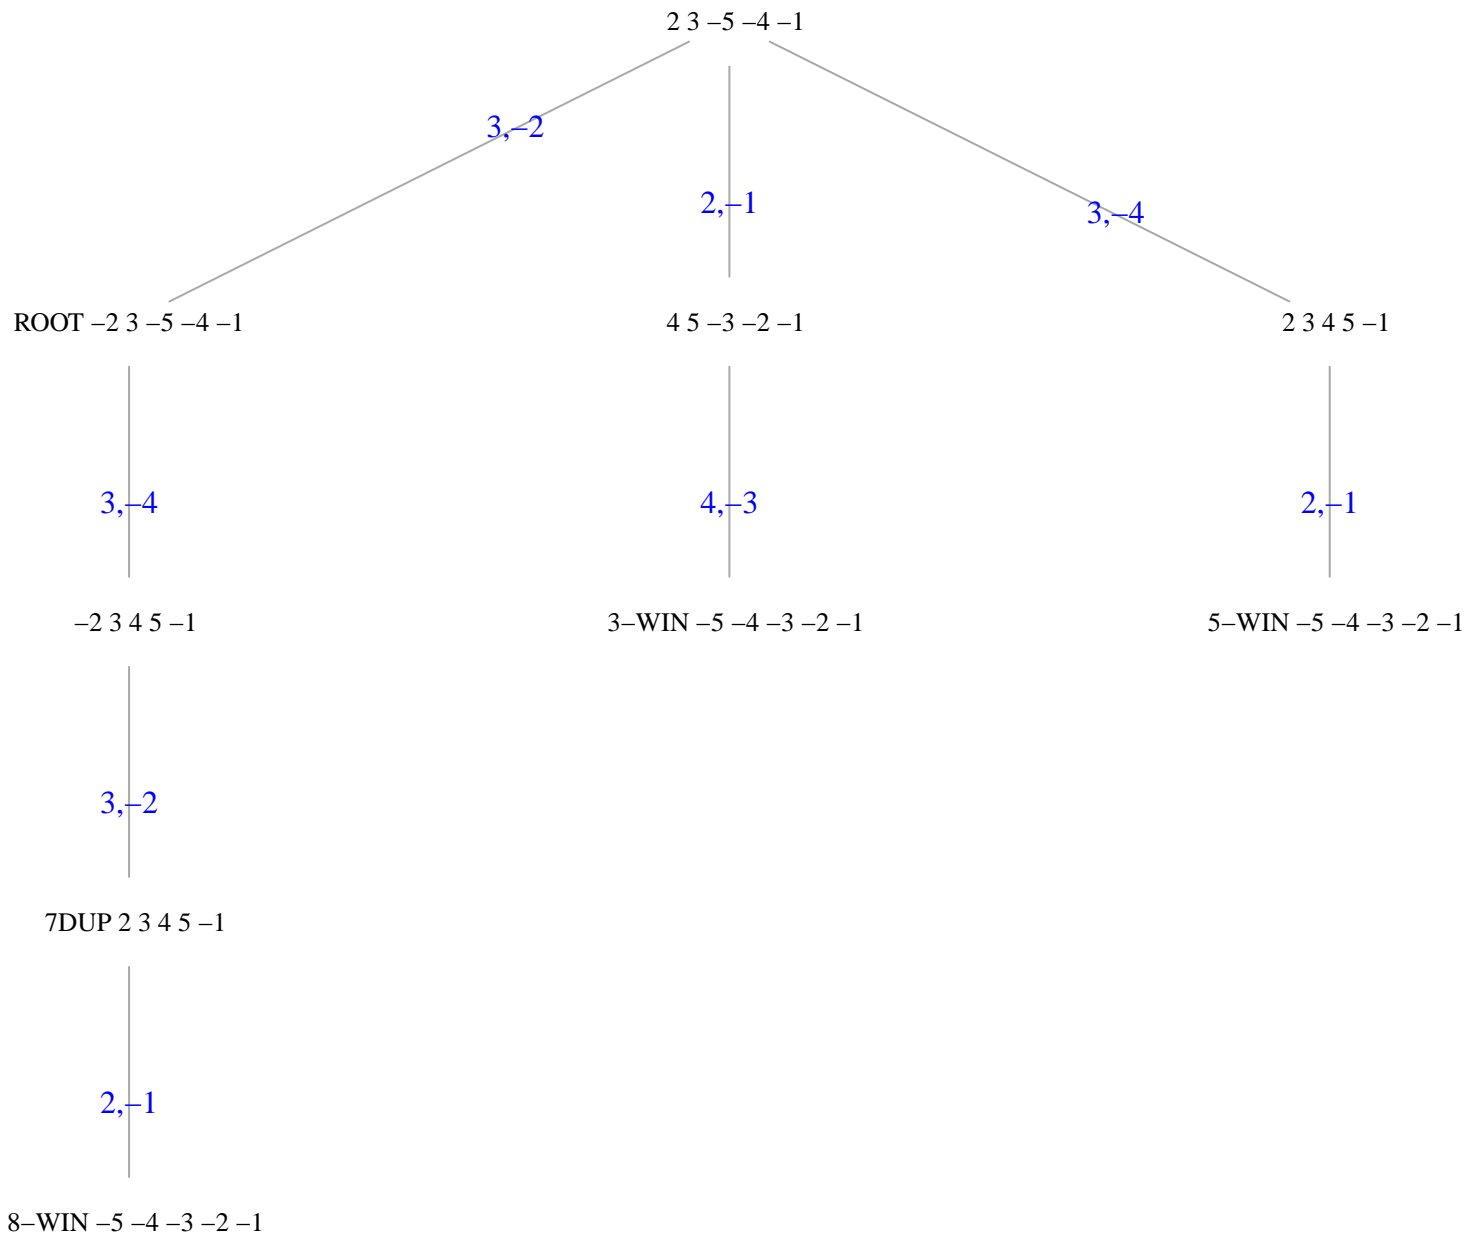 2 3 –5 –4 –1
3,–2
2,–1
3,–4
ROOT –2 3 –5 –4 –1
4 5 –3 –2 –1
2 3 4 5 –1
3,–4
4,–3
2,–1
–2 3 4 5 –1
3–WIN –5 –4 –3 –2 –1
5–WIN –5 –4 –3 –2 –1
3,–2
7DUP 2 3 4 5 –1
2,–1
8–WIN –5 –4 –3 –2 –1